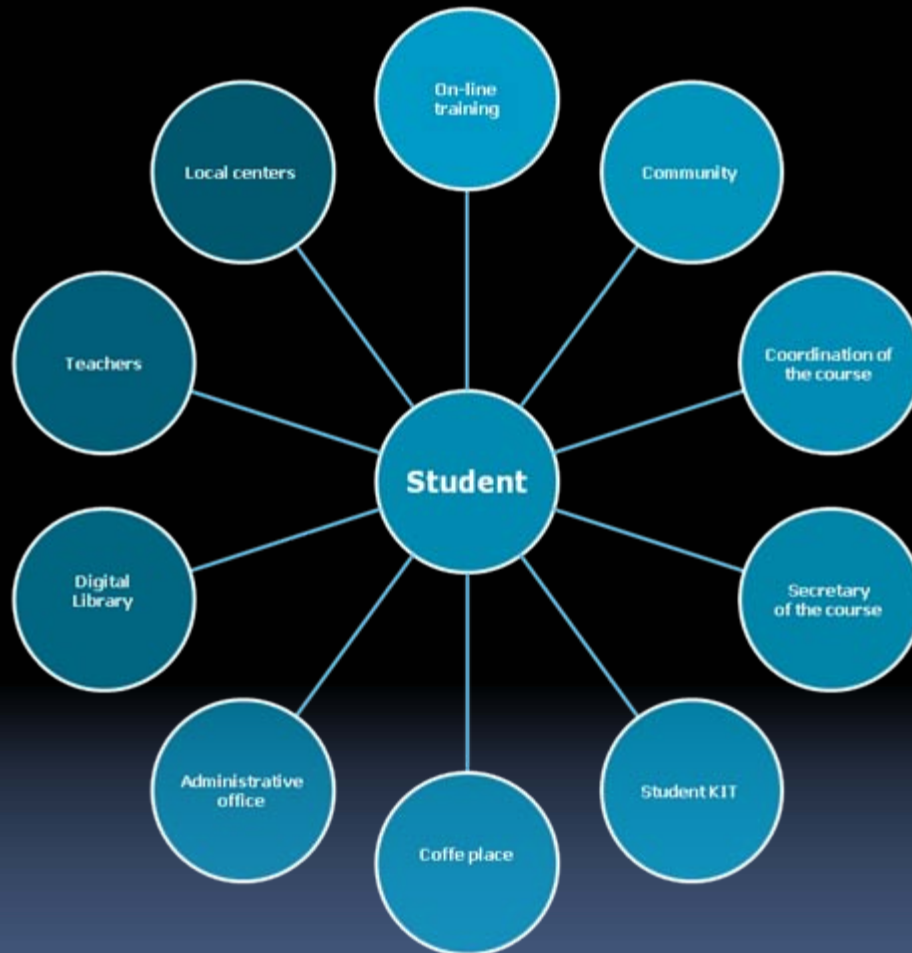 On-line
training
Community
Coordination of
the course
Secretary
of the course
Student KIT
Coffe place
Administrative
office
Digital
Library
Teachers
Local centers
Student